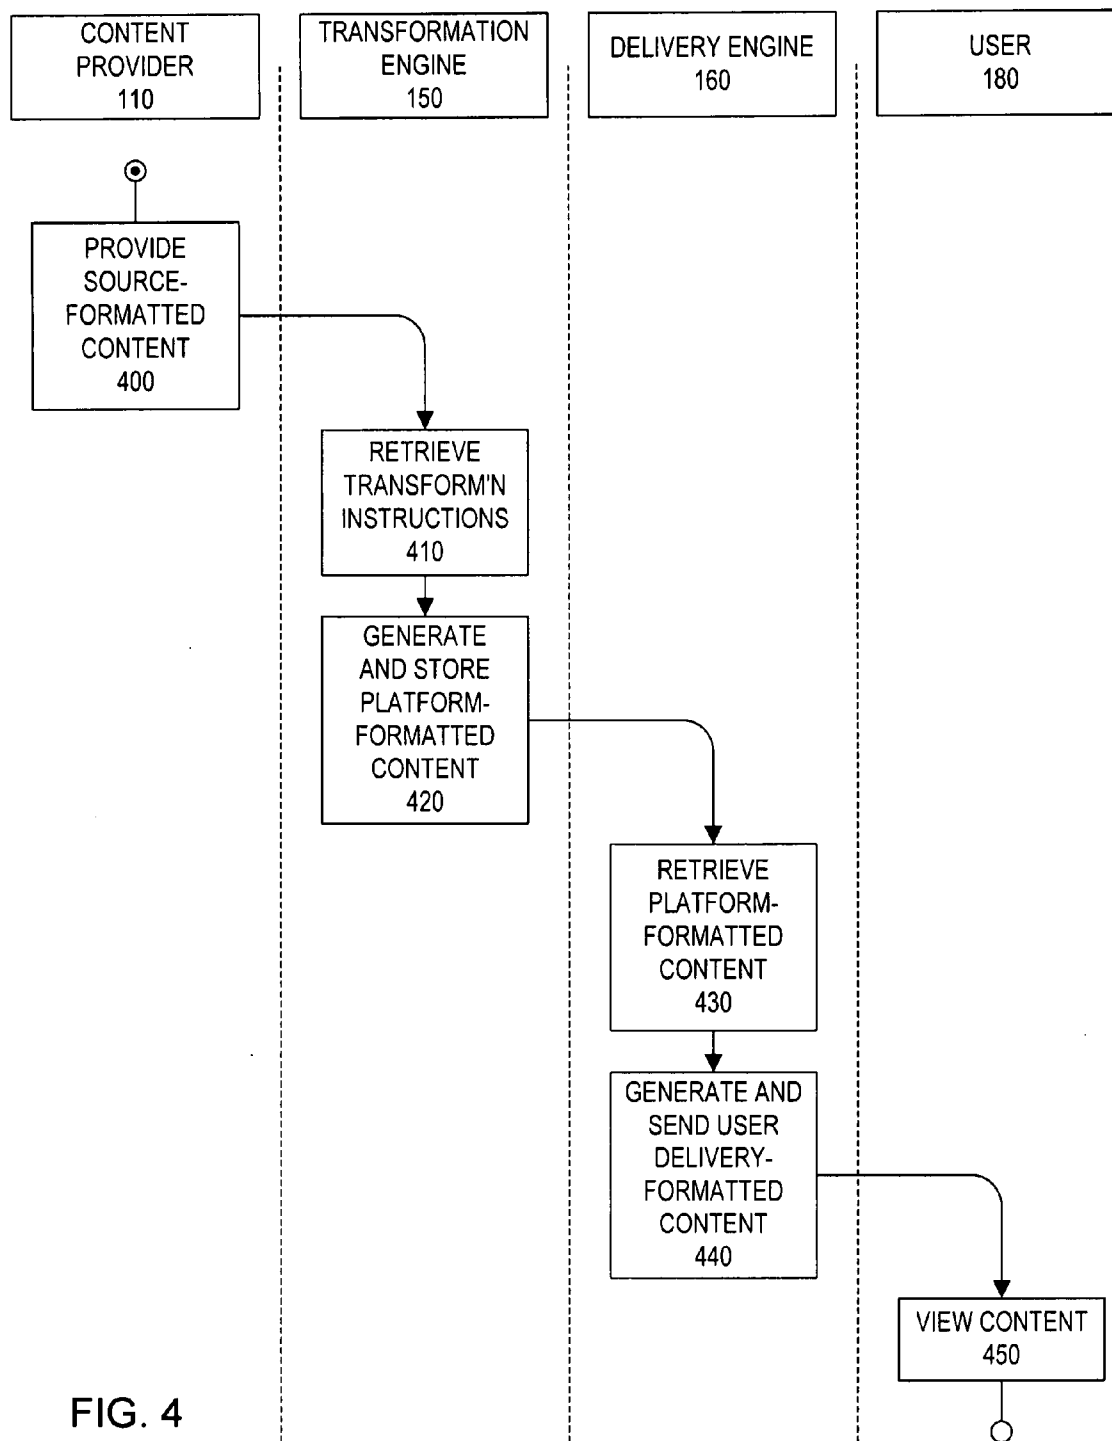 CONTENT
PROVIDER
110
TRANSFORMATION
ENGINE
150
DELIVERY ENGINE
160
USER
180
PROVIDE
SOURCE-
FORMATTED
CONTENT
400
RETRIEVE
TRANSFORM'N
INSTRUCTIONS
410
GENERATE
AND STORE
PLATFORM-
FORMATTED
CONTENT
420
RETRIEVE
PLATFORM-
FORMATTED
CONTENT
430
GENERATE AND
SEND USER
DELIVERY-
FORMATTED
CONTENT
440
VIEW CONTENT
450
FIG. 4